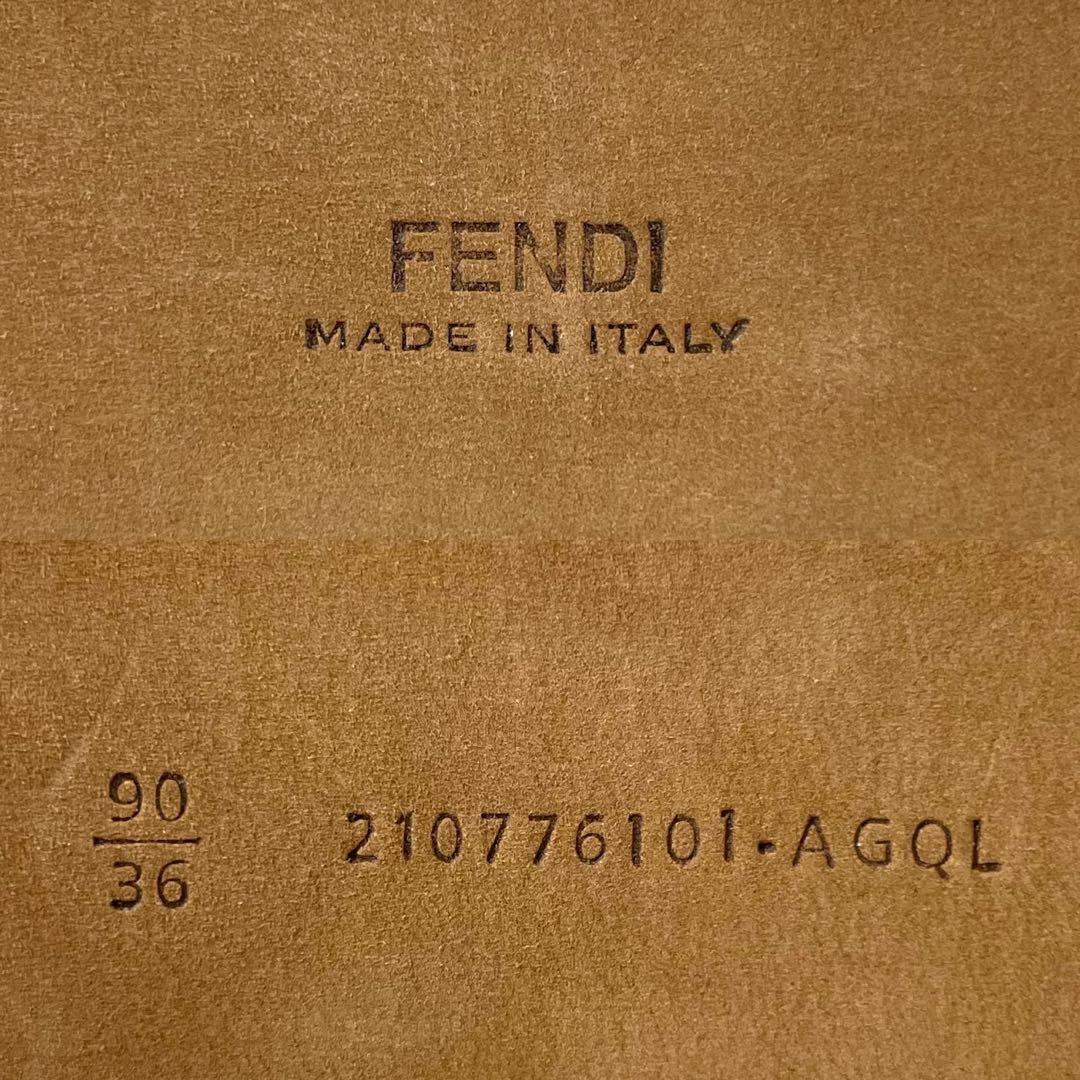 FENDI
MADE IN ITALY
90
36
210776101·AGQL